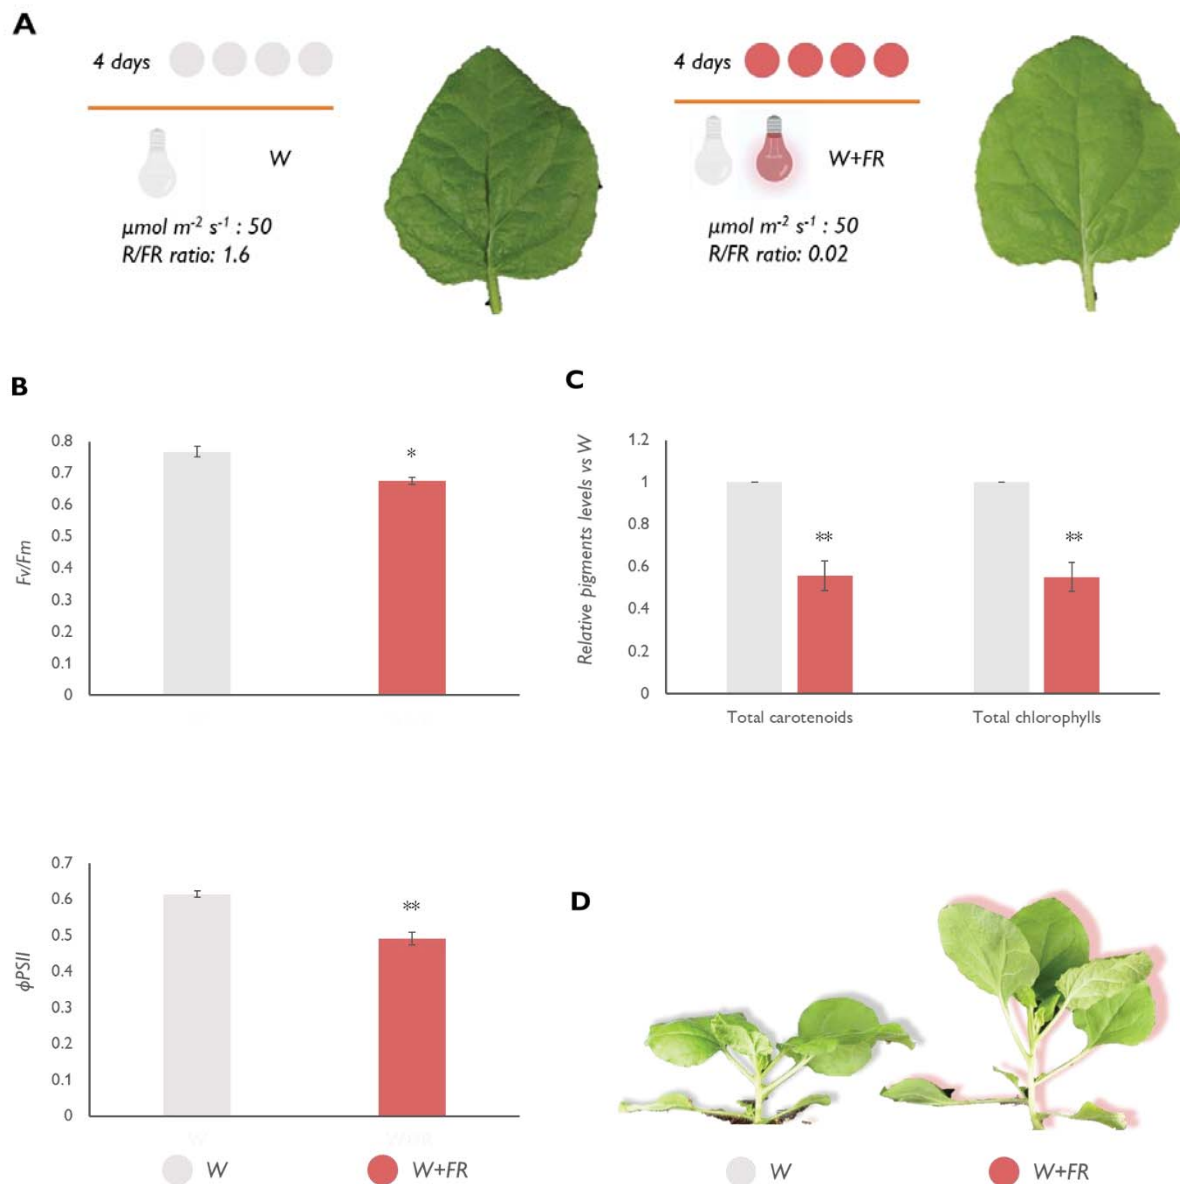 A
4 days
W
μmol m-2 s-1 : 50
R/FR ratio: 1.6
4 days
W+FR
μmol m-2 s-1 : 50
R/FR ratio: 0.02
B
Fv/Fm
0.8
0.7
0.6
0.5
0.4
0.3
0.2
0.1
0
*
C
Relative pigments levels vs W
1.2
1
0.8
0.6
0.4
0.2
0
**
**
Total carotenoids
Total chlorophylls
ϕPSII
0.7
0.6
0.5
0.4
0.3
0.2
0.1
0
**
W
W+FR
D
W
W+FR